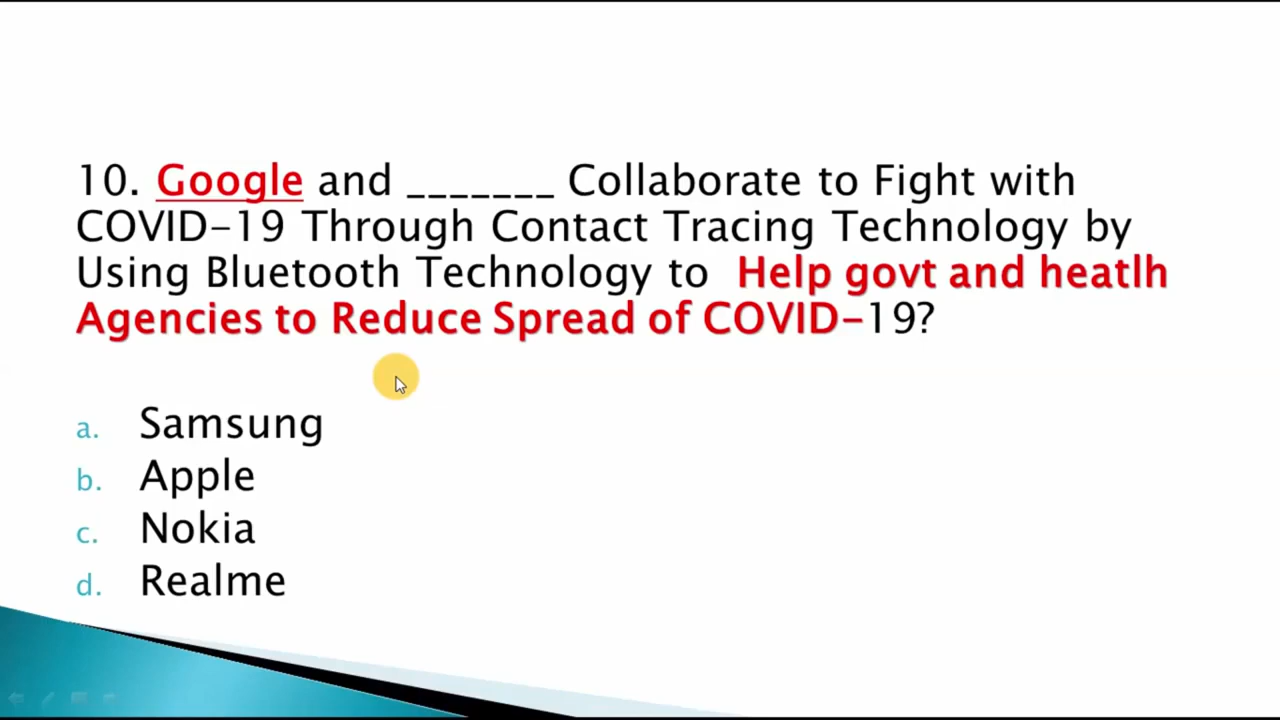 10. Google and _______ Collaborate to Fight with
COVID-19 Through Contact Tracing Technology by
Using Bluetooth Technology to Help govt and heatlh
Agencies to Reduce Spread of COVID-19?
a. Samsung
b. Apple
c. Nokia
d. Realme